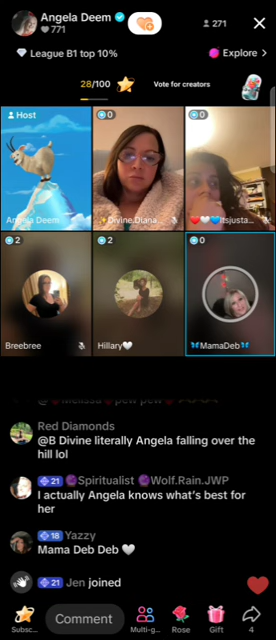 Angela Deem
771
271
League B1 top 10%
Explore >
28/100
Vote for creators
Host
Angela Deem
0
✨Divine.Diana
0
❤️🤍💙Itsjusta...
2
Breebree
2
Hillary🤍
0
🦋MamaDeb🦋
Red Diamonds
@B Divine literally Angela falling over the
hill lol
21 🔮Spiritualist 🔮Wolf.Rain.JWP
I actually Angela knows what's best for
her
18 Yazzy
Mama Deb Deb 🤍
21 Jen joined
Subsc...
Comment
Multi-g...
Rose
Gift
4